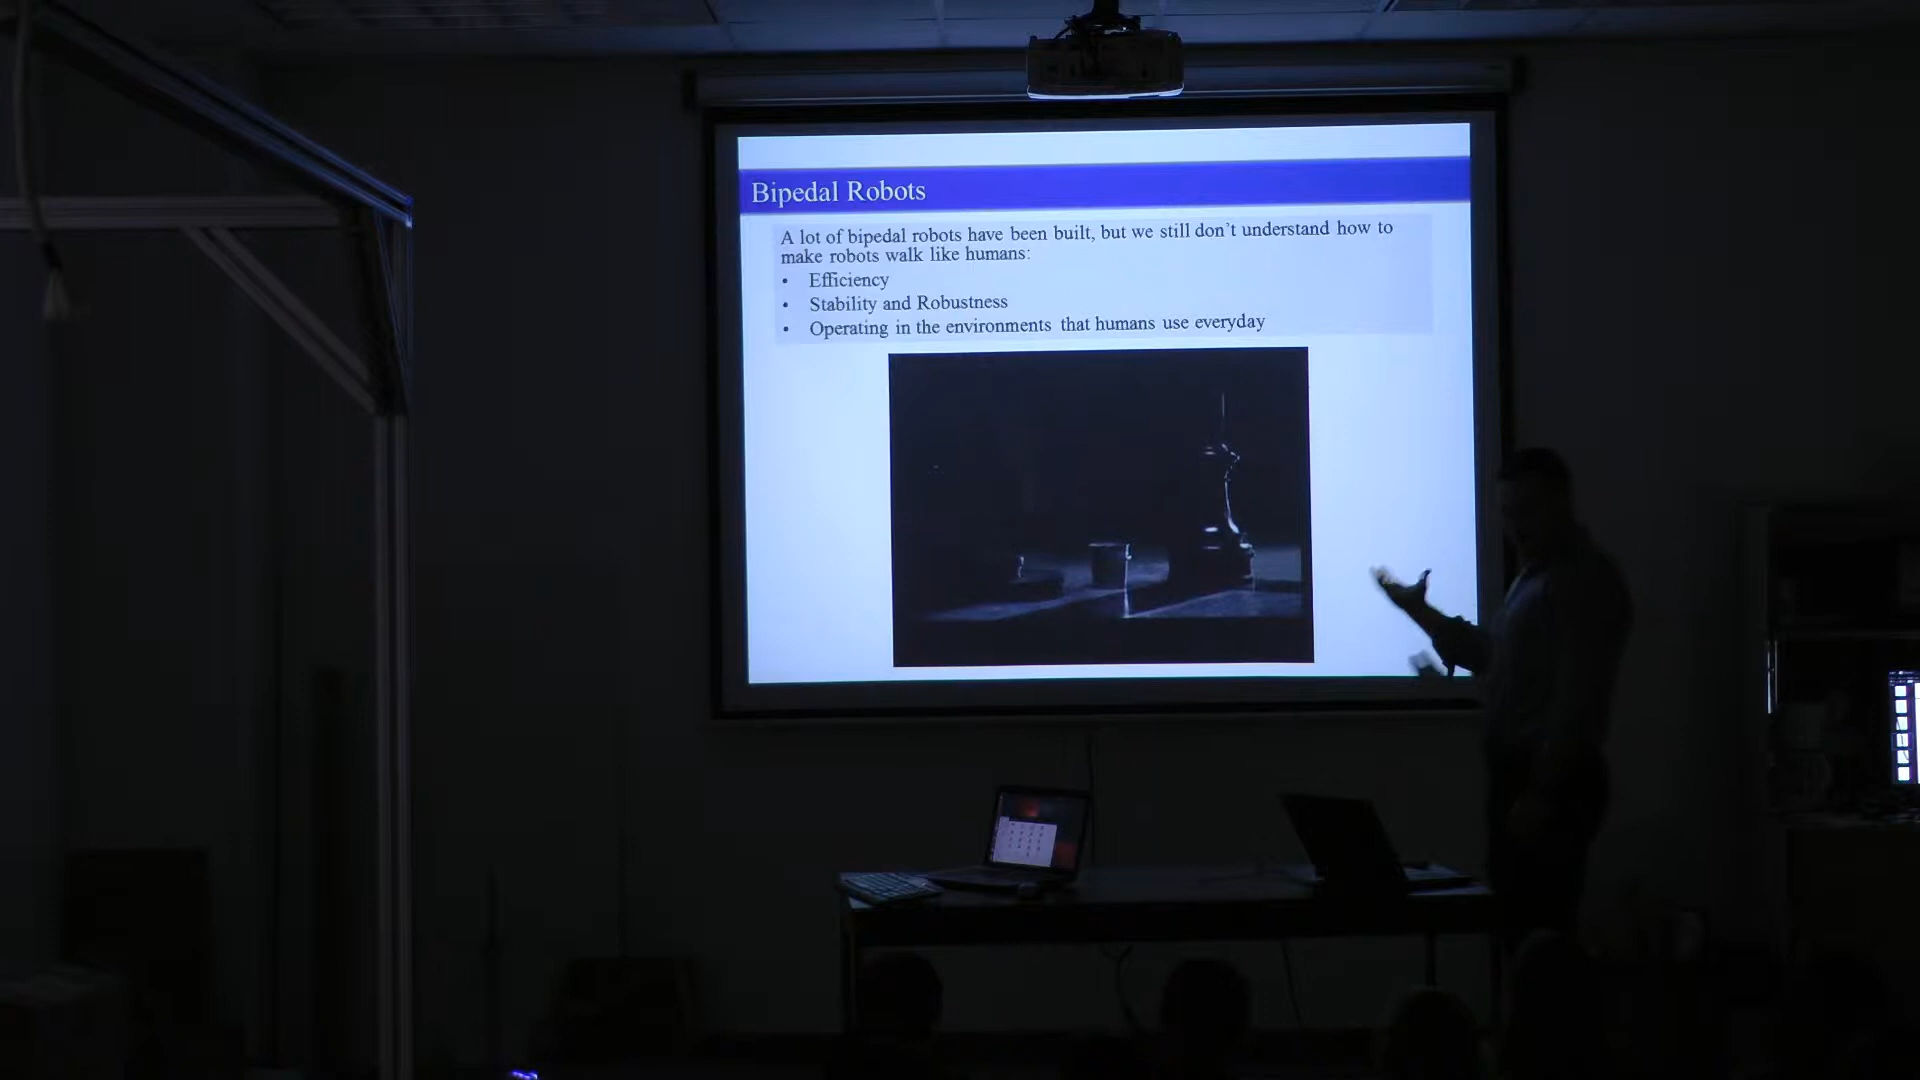 Bipedal Robots
A lot of bipedal robots have been built, but we still don't understand how to
make robots walk like humans:
• Efficiency
• Stability and Robustness
• Operating in the environments that humans use everyday